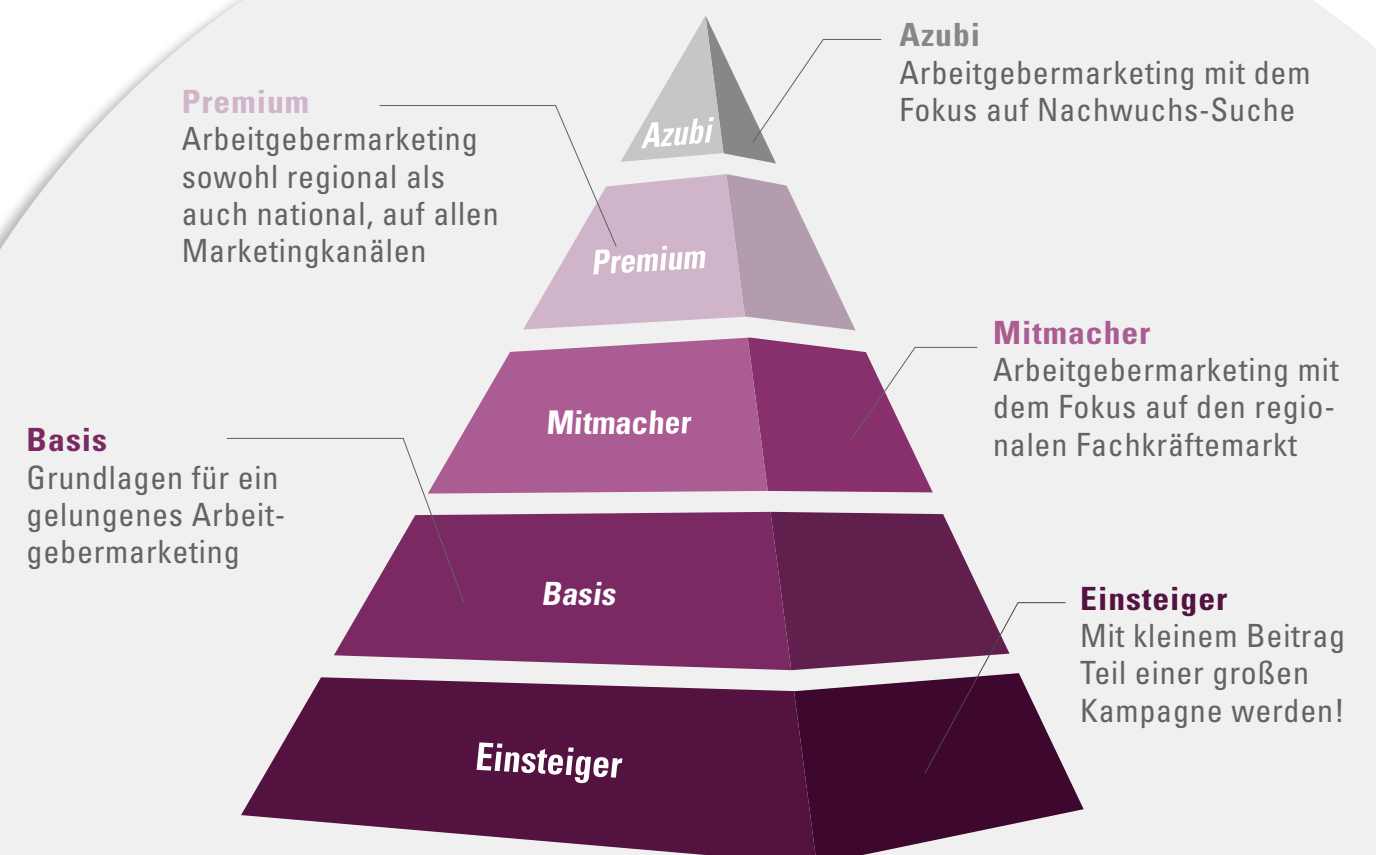 Azubi
Arbeitgebermarketing mit dem
Fokus auf Nachwuchs-Suche
Premium
Arbeitgebermarketing
sowohl regional als
auch national, auf allen
Marketingkanälen
Azubi
Premium
Mitmacher
Arbeitgebermarketing mit
dem Fokus auf den regio-
nalen Fachkräftemarkt
Mitmacher
Basis
Grundlagen für ein
gelungenes Arbeit-
gebermarketing
Basis
Einsteiger
Mit kleinem Beitrag
Teil einer großen
Kampagne werden!
Einsteiger